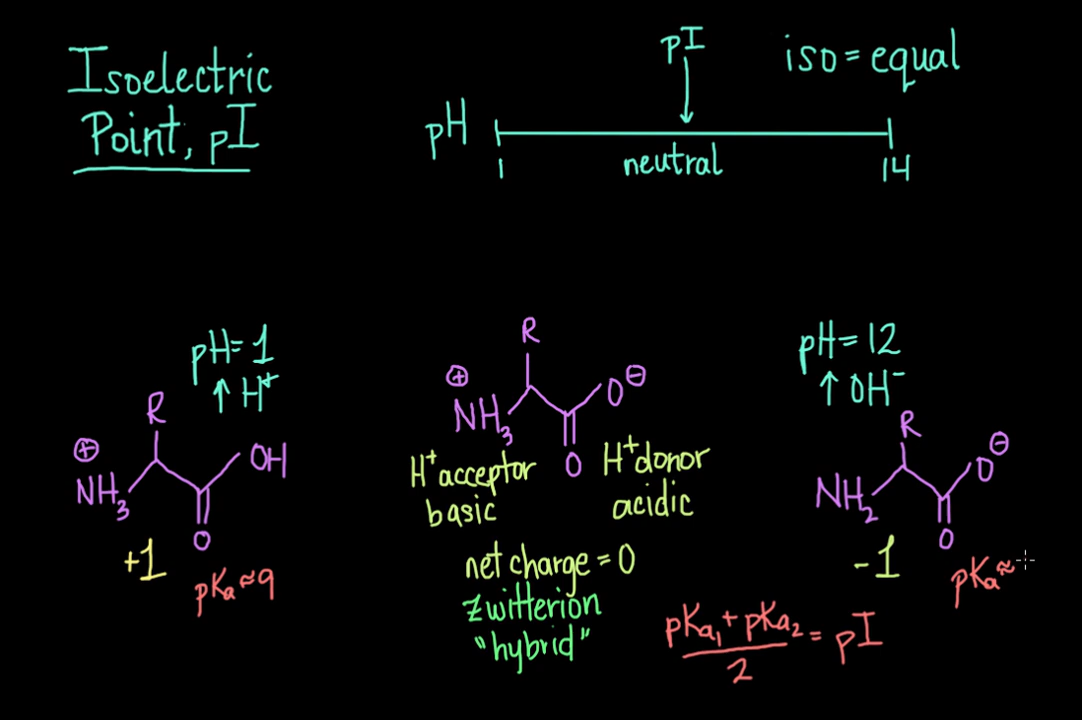 Isoelectric
Point, pI
pI
iso = equal
pH
1
neutral
14
pH = 1
↑ H⁺
R
⊕
NH₃
OH
O
+1
pKa ≈ 9
R
⊕
NH₃
O⊖
O
H⁺ acceptor
basic
H⁺ donor
acidic
net charge = 0
zwitterion
"hybrid"
pH = 12
↑ OH⁻
R
⊖
NH₂
O
O
-1
pKa ≈
pKa₁ + pKa₂ = pI
2